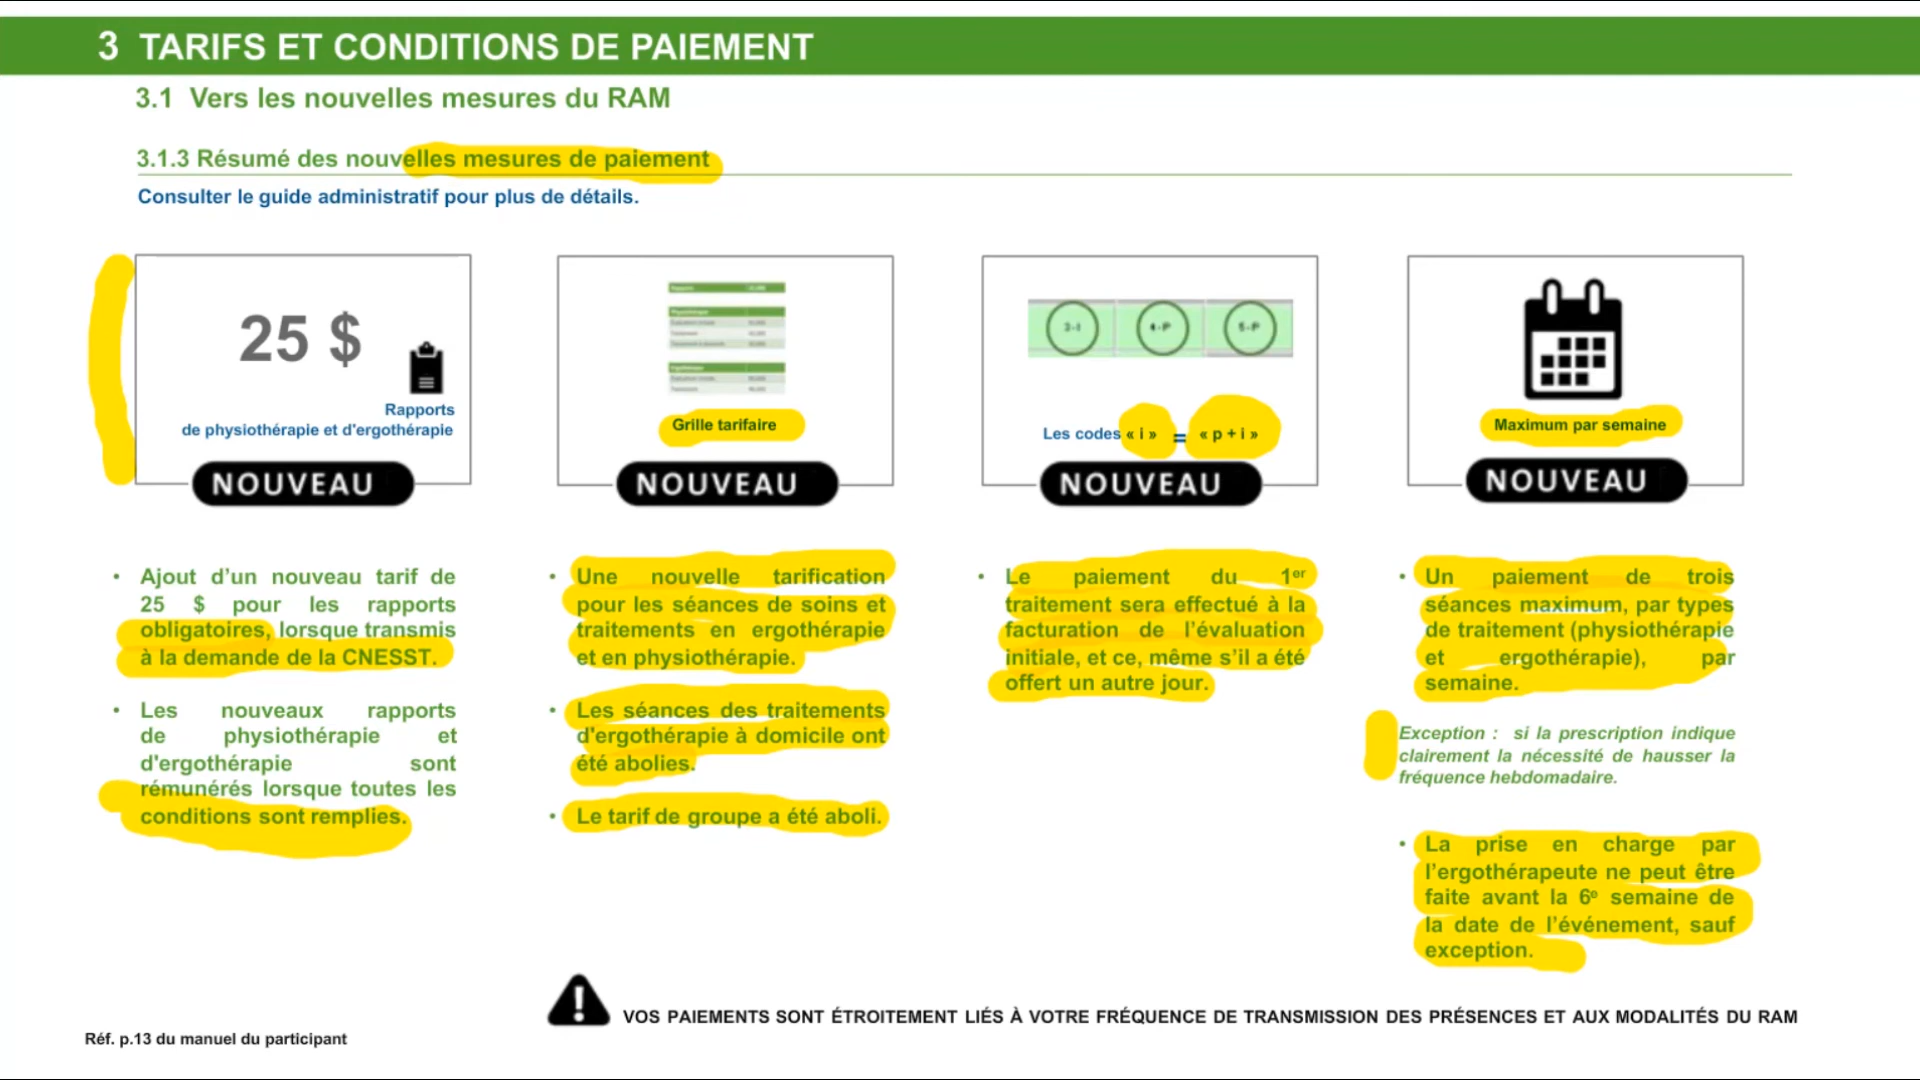 3 TARIFS ET CONDITIONS DE PAIEMENT
3.1 Vers les nouvelles mesures du RAM
3.1.3 Résumé des nouvelles mesures de paiement
Consulter le guide administratif pour plus de détails.
25 $
Rapports
de physiothérapie et d'ergothérapie
NOUVEAU
• Ajout d’un nouveau tarif de
25 $ pour les rapports
obligatoires, lorsque transmis
à la demande de la CNESST.
• Les nouveaux rapports
de physiothérapie et
d'ergothérapie sont
rémunérés lorsque toutes les
conditions sont remplies.
Grille tarifaire
NOUVEAU
• Une nouvelle tarification
pour les séances de soins et
traitements en ergothérapie
et en physiothérapie.
• Les séances des traitements
d'ergothérapie à domicile ont
été abolies.
• Le tarif de groupe a été aboli.
3-I 4-P 5-P
Les codes « i » = « p + i »
NOUVEAU
• Le paiement du 1er
traitement sera effectué à la
facturation de l’évaluation
initiale, et ce, même s’il a été
offert un autre jour.
Maximum par semaine
NOUVEAU
• Un paiement de trois
séances maximum, par types
de traitement (physiothérapie
et ergothérapie), par
semaine.
Exception : si la prescription indique
clairement la nécessité de hausser la
fréquence hebdomadaire.
• La prise en charge par
l’ergothérapeute ne peut être
faite avant la 6e semaine de
la date de l’événement, sauf
exception.
! VOS PAIEMENTS SONT ÉTROITEMENT LIÉS À VOTRE FRÉQUENCE DE TRANSMISSION DES PRÉSENCES ET AUX MODALITÉS DU RAM
Réf. p.13 du manuel du participant